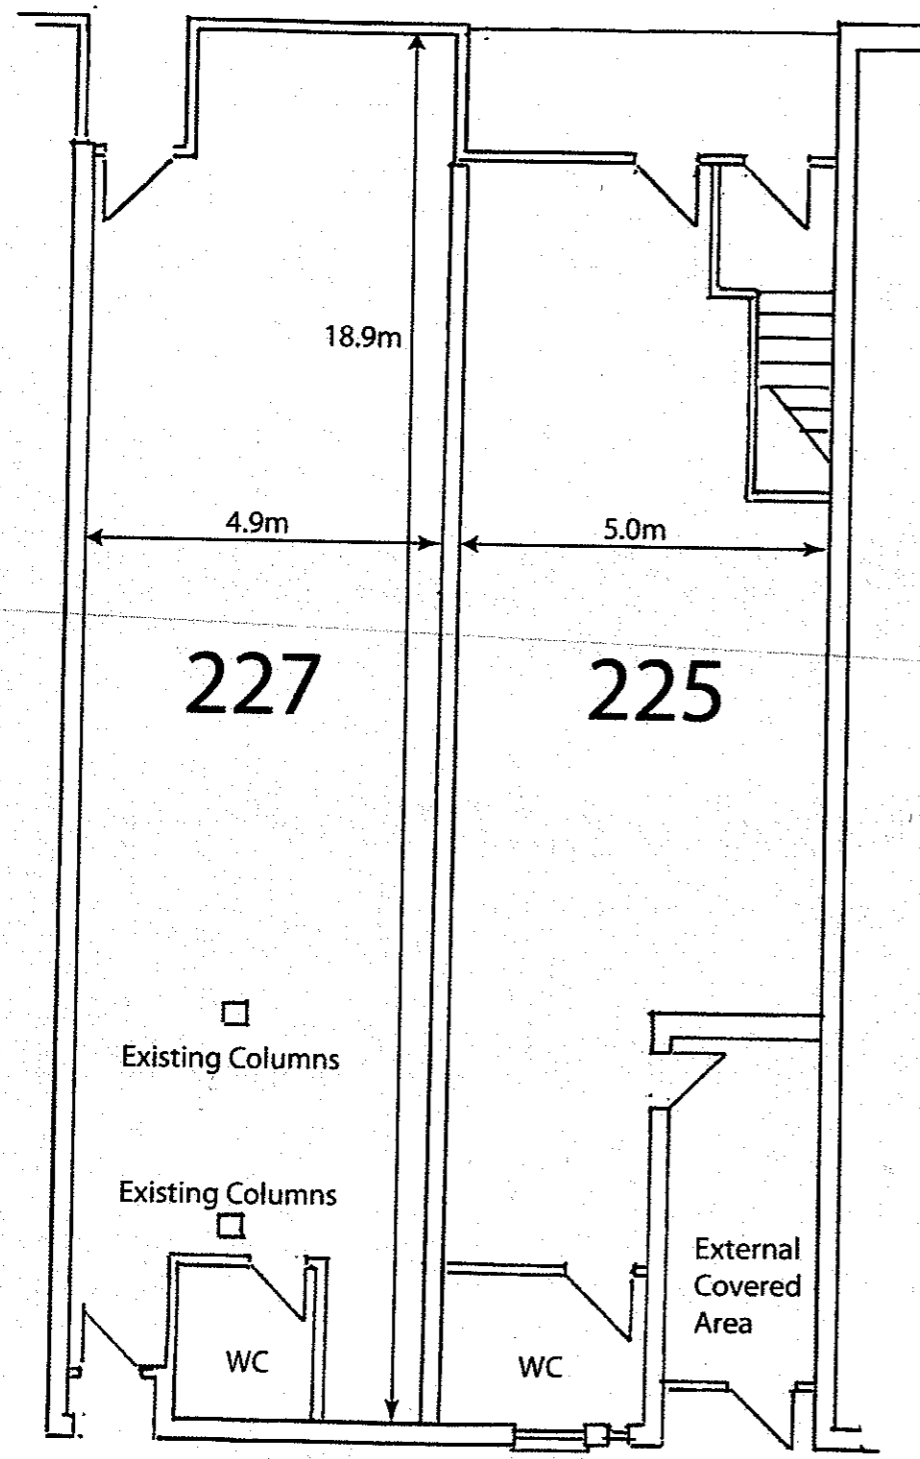 18.9m
4.9m
5.0m
227
225
Existing Columns
Existing Columns
External
Covered
Area
WC
WC